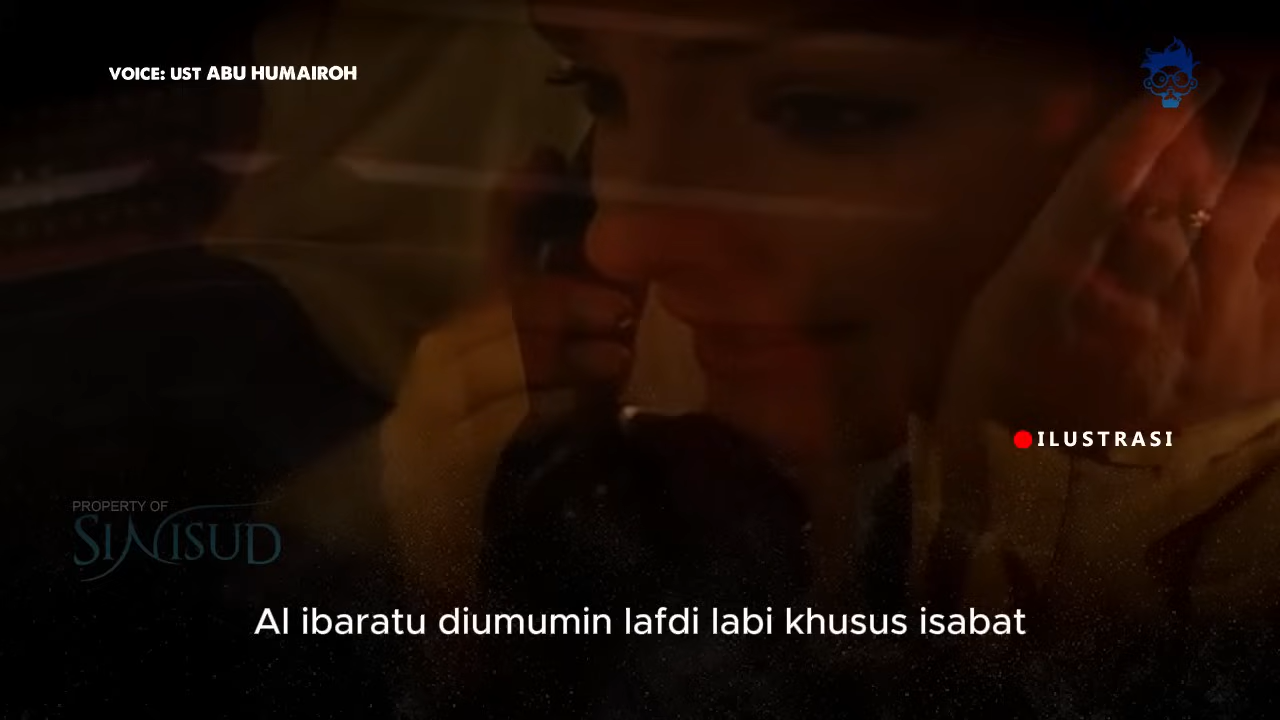 VOICE: UST ABU HUMAIROH
ILUSTRASI
PROPERTY OF
SINISUD
Al ibaratu diumumin lafdi labi khusus isabat